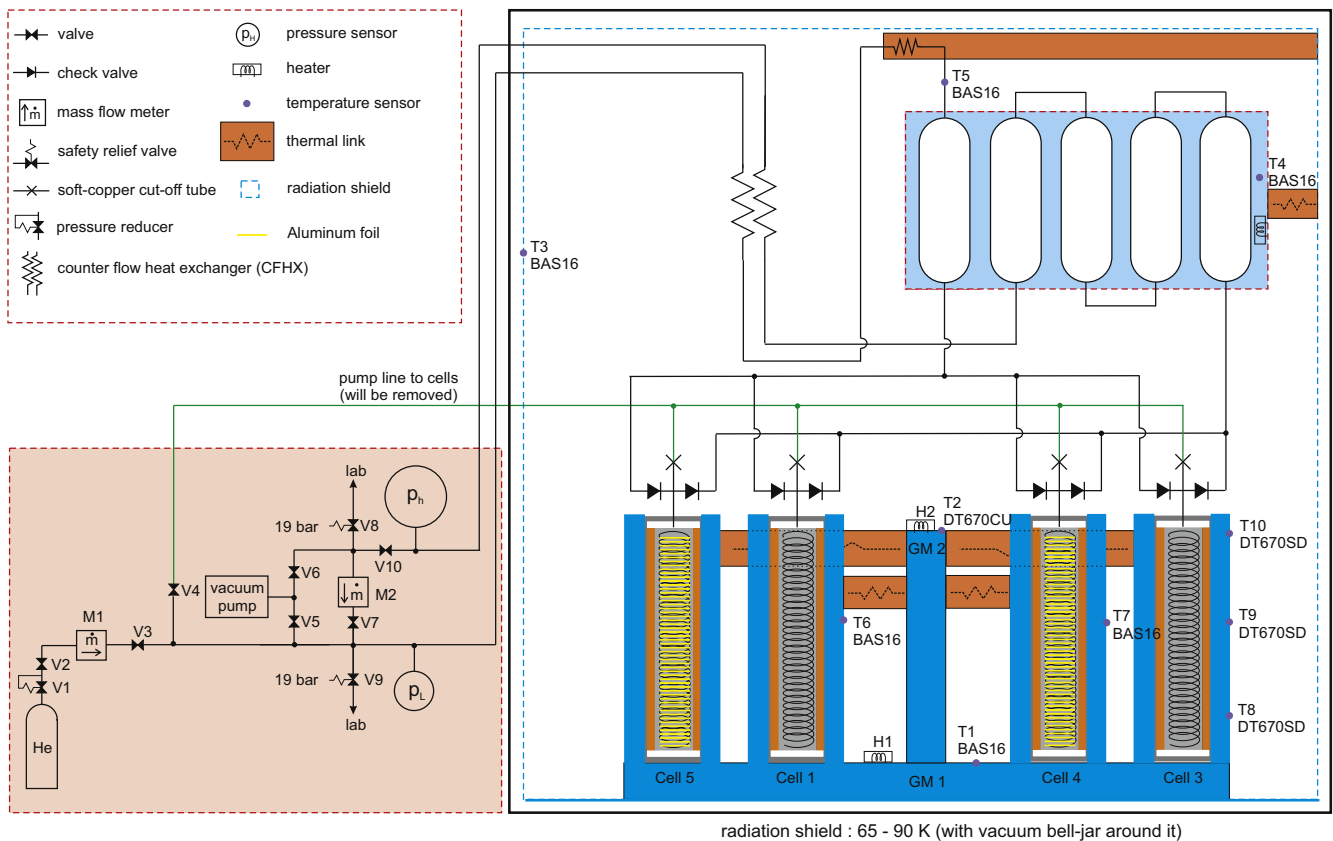 valve
check valve
ṁ
mass flow meter
safety relief valve
soft-copper cut-off tube
pressure reducer
counter flow heat exchanger (CFHX)
pH
pressure sensor
heater
temperature sensor
thermal link
radiation shield
Aluminum foil
T5
BAS16
T4
BAS16
T3
BAS16
pump line to cells
(will be removed)
lab
ph
19 bar
V8
V10
V6
V4
vacuum
pump
ṁ
M2
M1
V5
V7
ṁ
V3
V2
V1
19 bar
V9
pL
lab
He
H2
T2
DT670CU
GM 2
T10
DT670SD
T6
BAS16
T7
BAS16
T9
DT670SD
T8
DT670SD
H1
T1
BAS16
Cell 5
Cell 1
GM 1
Cell 4
Cell 3
radiation shield : 65 - 90 K (with vacuum bell-jar around it)